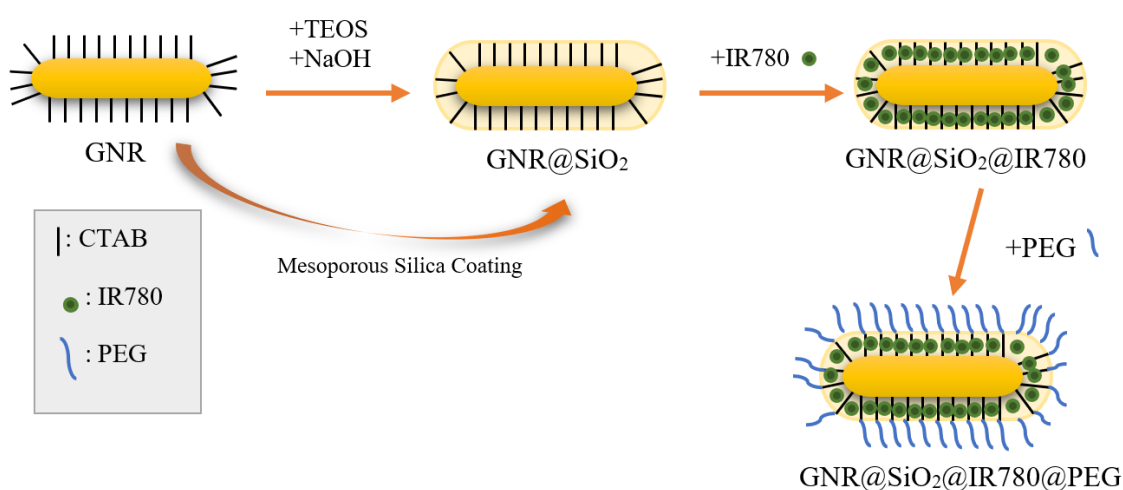 +TEOS
+NaOH
+IR780
GNR
GNR@SiO₂
GNR@SiO₂@IR780
Mesoporous Silica Coating
: CTAB
: IR780
: PEG
+PEG
GNR@SiO₂@IR780@PEG